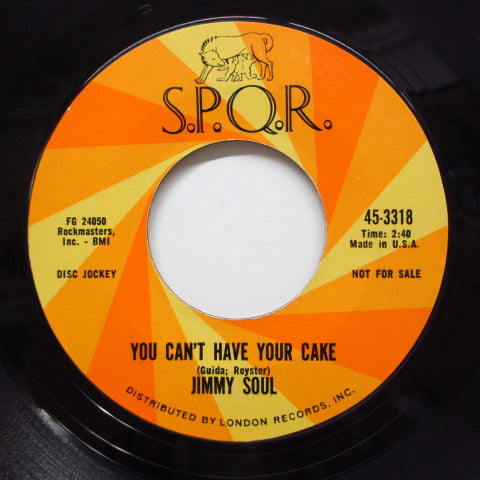 S.P.Q.R.
FG 24050
Rockmasters,
Inc. - BMI
DISC JOCKEY
45-3318
Time: 2:40
Made in U.S.A.
NOT FOR SALE
YOU CAN'T HAVE YOUR CAKE
(Guida; Royster)
JIMMY SOUL
DISTRIBUTED BY LONDON RECORDS, INC.